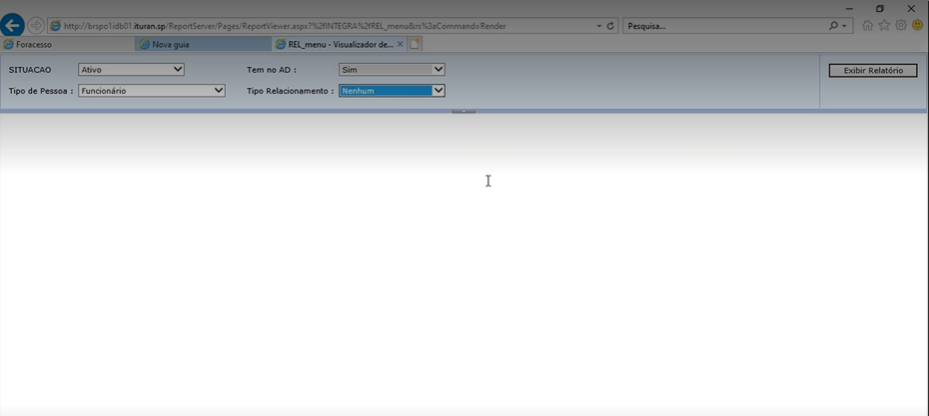 http://brspo1idb01.ituran.sp/ReportServer/Pages/ReportViewer.aspx?%2fINTEGRA%2fREL_menu&rs%3aCommand=Render
Pesquisa...
Foracesso
Nova guia
REL_menu - Visualizador de...
SITUACAO Ativo Tem no AD : Sim Exibir Relatório
Tipo de Pessoa : Funcionário Tipo Relacionamento : Nenhum